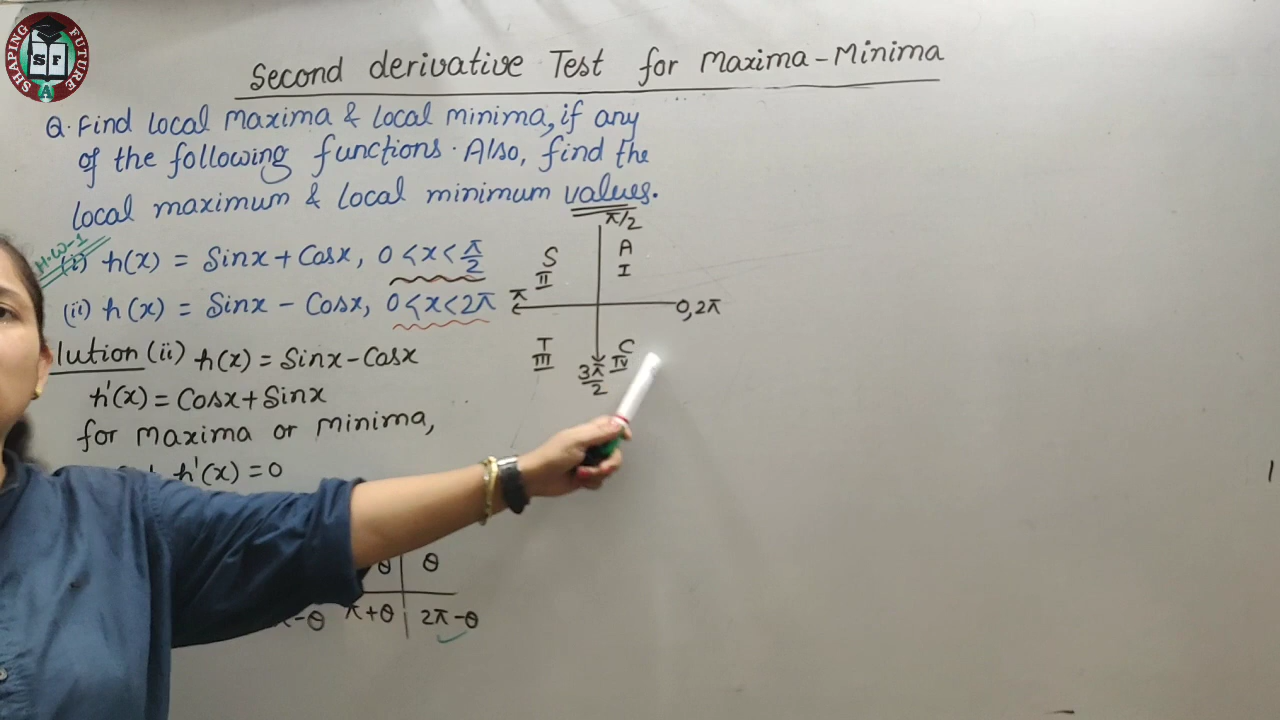 SHAPING FUTURE
S F
A
Second derivative Test for Maxima-Minima
Q. Find local maxima & local minima, if any
of the following functions. Also, find the
local maximum & local minimum values.
H.W-1
(i) h(x) = Sinx + Cosx, 0 < x < π/2
(ii) h(x) = Sinx - Cosx, 0 < x < 2π
π/2
S A
II I
π 0, 2π
T C
III IV
3π/2
lution (ii) h(x) = Sinx - Cosx
h'(x) = Cosx + Sinx
for maxima or minima,
h'(x) = 0
θ θ
-θ π+θ 2π-θ